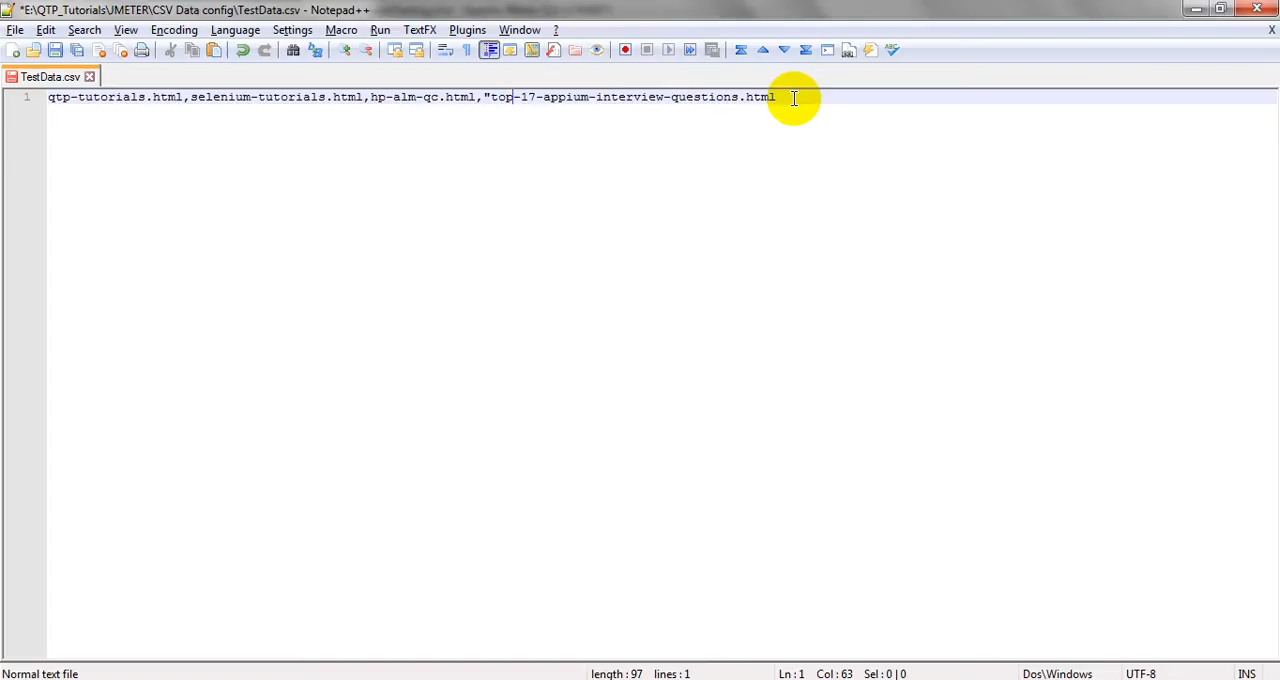 *E:\QTP_Tutorials\JMETER\CSV Data config\TestData.csv - Notepad++
File Edit Search View Encoding Language Settings Macro Run TextFX Plugins Window ? X
TestData.csv
1 qtp-tutorials.html,selenium-tutorials.html,hp-alm-qc.html,"top-17-appium-interview-questions.html
Normal text file length : 97 lines : 1 Ln : 1 Col : 63 Sel : 0 | 0 Dos\Windows UTF-8 INS